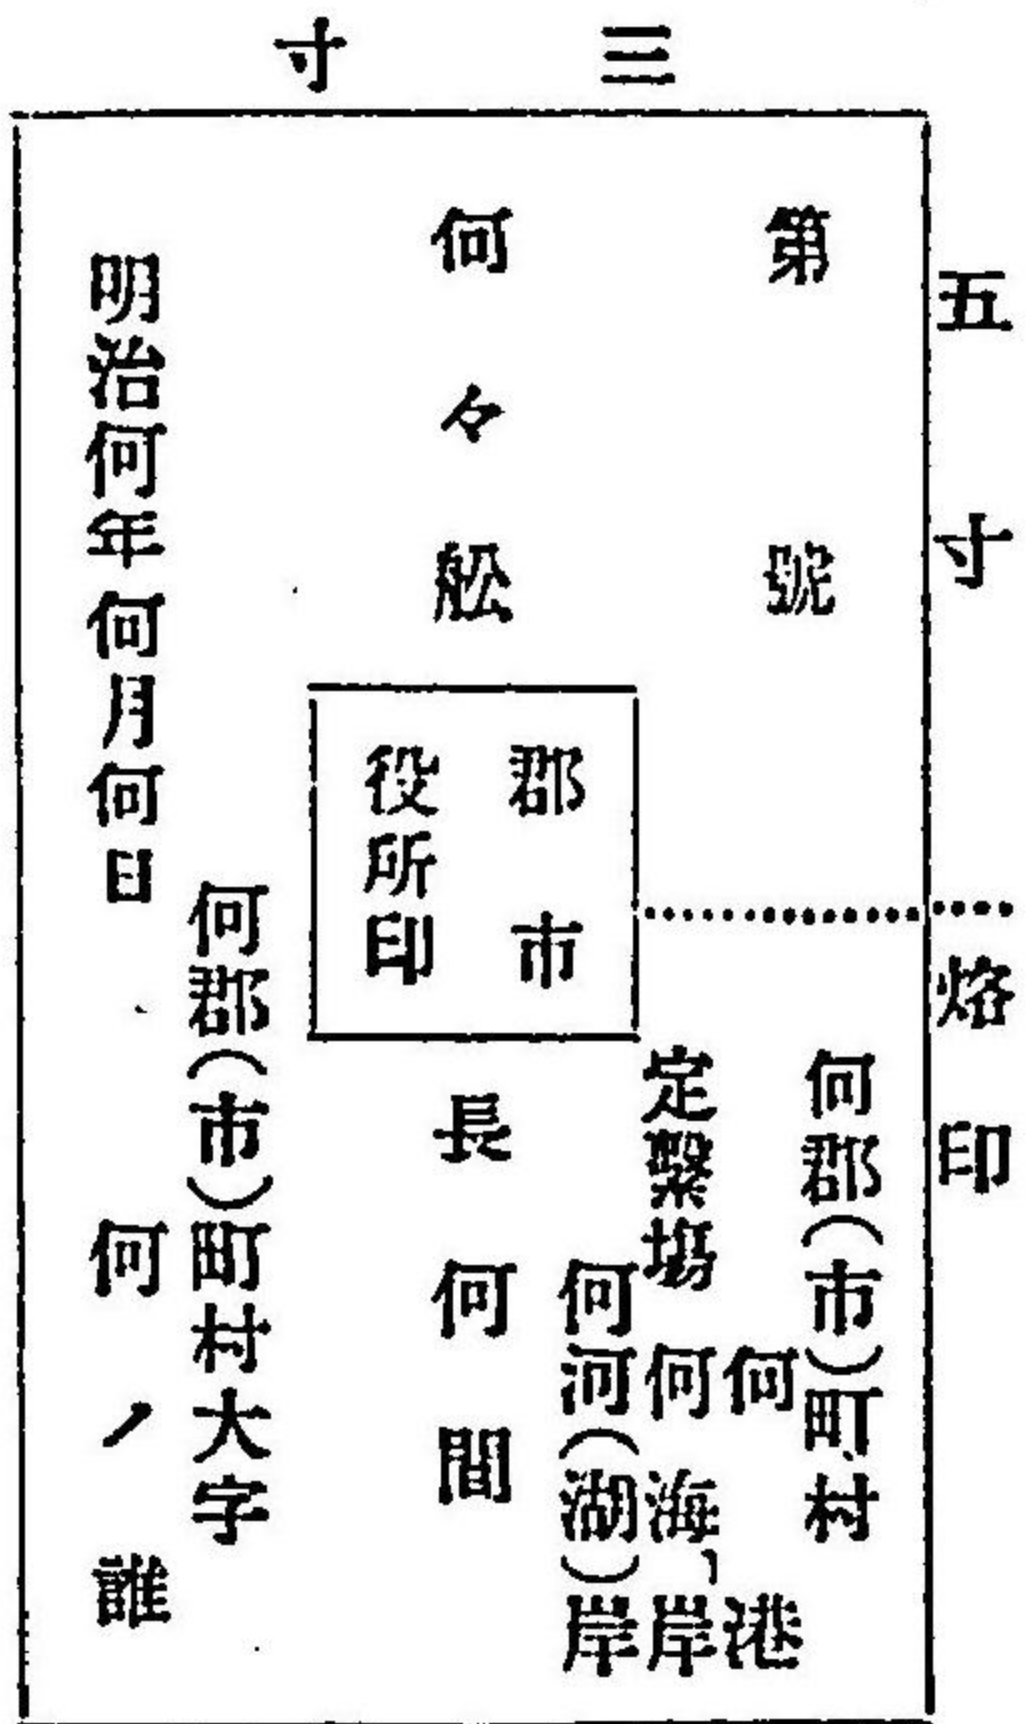 三寸
五寸
烙印
第號
何郡(市)町村
定繫場
何港
何海岸
何河(湖)岸
何々舩
郡市
役所印
長何間
何郡(市)町村大字
明治何年何月何日
何ノ誰